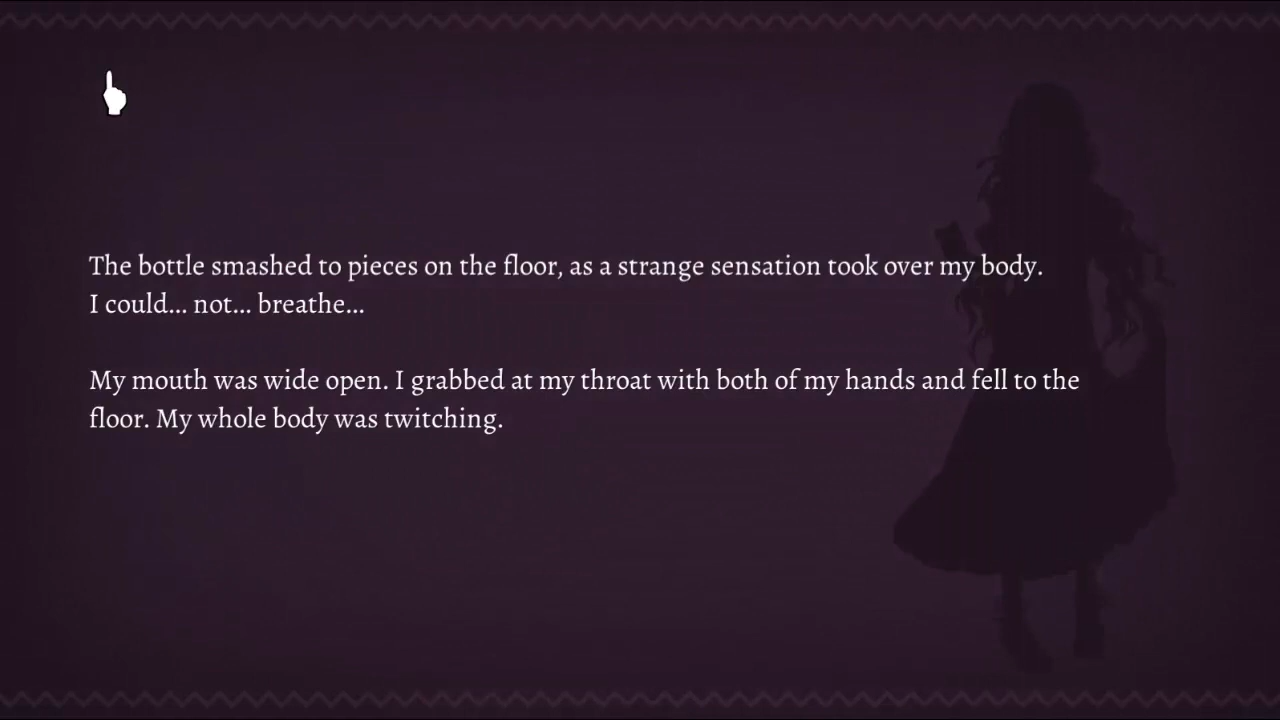 The bottle smashed to pieces on the floor, as a strange sensation took over my body.
I could... not... breathe...
My mouth was wide open. I grabbed at my throat with both of my hands and fell to the
floor. My whole body was twitching.